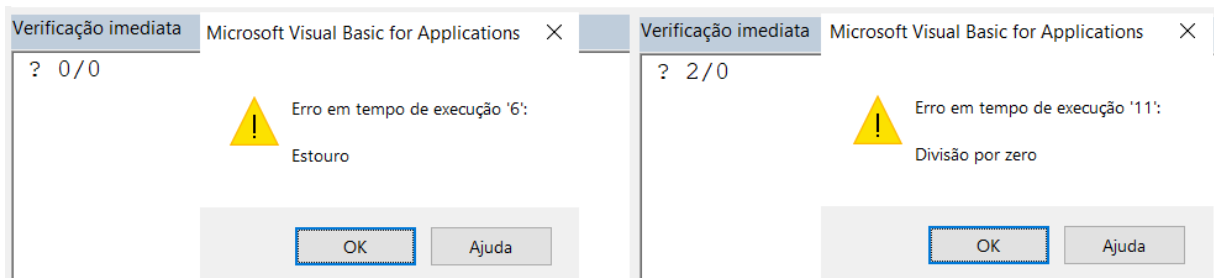 Verificação imediata
Microsoft Visual Basic for Applications
? 0/0
Erro em tempo de execução '6':
Estouro
OK
Ajuda
Verificação imediata
Microsoft Visual Basic for Applications
? 2/0
Erro em tempo de execução '11':
Divisão por zero
OK
Ajuda